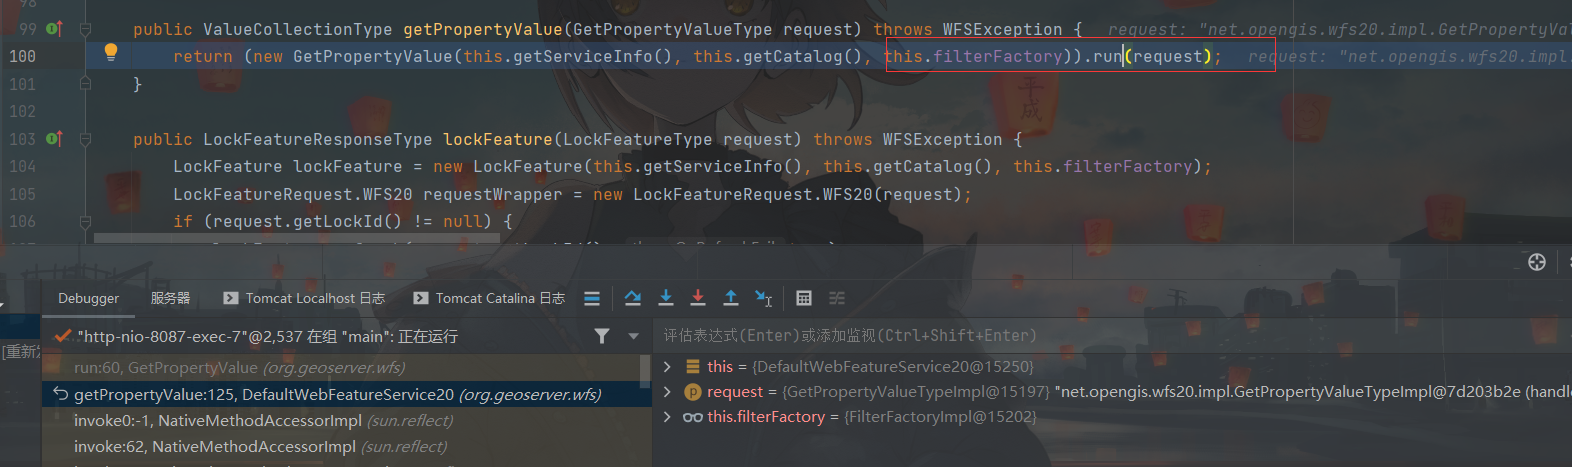 98
99 public ValueCollectionType getPropertyValue(GetPropertyValueType request) throws WFSException { request: "net.opengis.wfs20.impl.GetPropertyVal
100 return (new GetPropertyValue(this.getServiceInfo(), this.getCatalog(), this.filterFactory)).run(request); request: "net.opengis.wfs20.impl.
101 }
102
103 public LockFeatureResponseType lockFeature(LockFeatureType request) throws WFSException {
104 LockFeature lockFeature = new LockFeature(this.getServiceInfo(), this.getCatalog(), this.filterFactory);
105 LockFeatureRequest.WFS20 requestWrapper = new LockFeatureRequest.WFS20(request);
106 if (request.getLockId() != null) {
平成
Debugger 服务器 Tomcat Localhost 日志 Tomcat Catalina 日志
"http-nio-8087-exec-7"@2,537 在组 "main": 正在运行
评估表达式(Enter)或添加监视(Ctrl+Shift+Enter)
[重新发
run:60, GetPropertyValue (org.geoserver.wfs)
getPropertyValue:125, DefaultWebFeatureService20 (org.geoserver.wfs)
invoke0:-1, NativeMethodAccessorImpl (sun.reflect)
invoke:62, NativeMethodAccessorImpl (sun.reflect)
this = {DefaultWebFeatureService20@15250}
request = {GetPropertyValueTypeImpl@15197} "net.opengis.wfs20.impl.GetPropertyValueTypeImpl@7d203b2e (handle
this.filterFactory = {FilterFactoryImpl@15202}